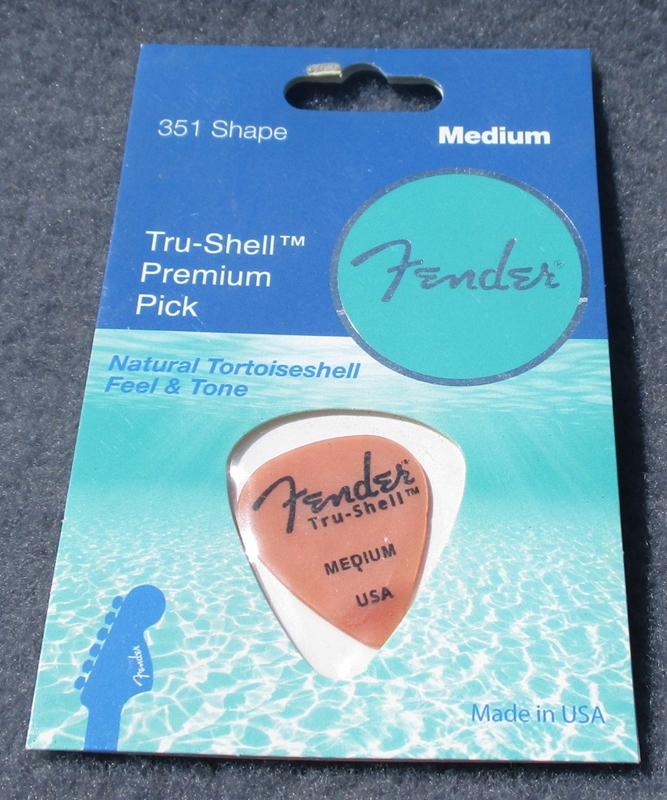 351 Shape
Medium
Tru-Shell™
Premium
Pick
Fender®
Natural Tortoiseshell
Feel & Tone
Fender®
Tru-Shell™
MEDIUM
USA
Fender
Made in USA